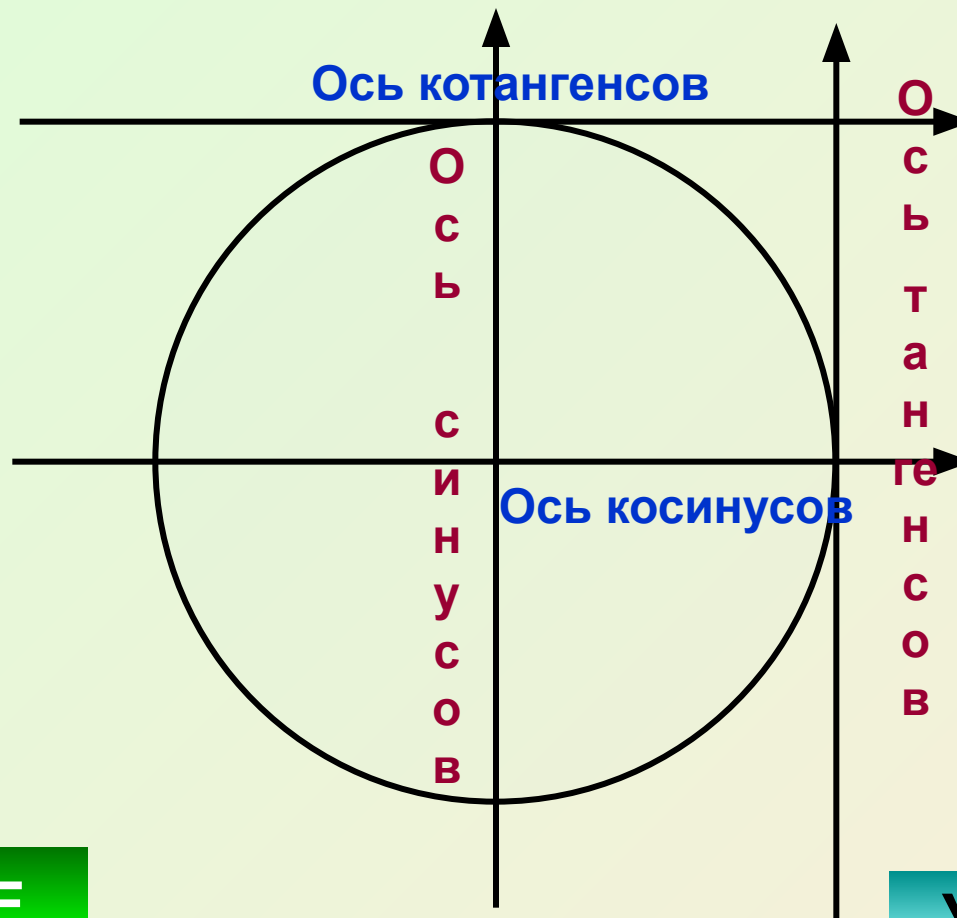 Ось котангенсов
Ось синусов
Ось тангенсов
Ось косинусов
=